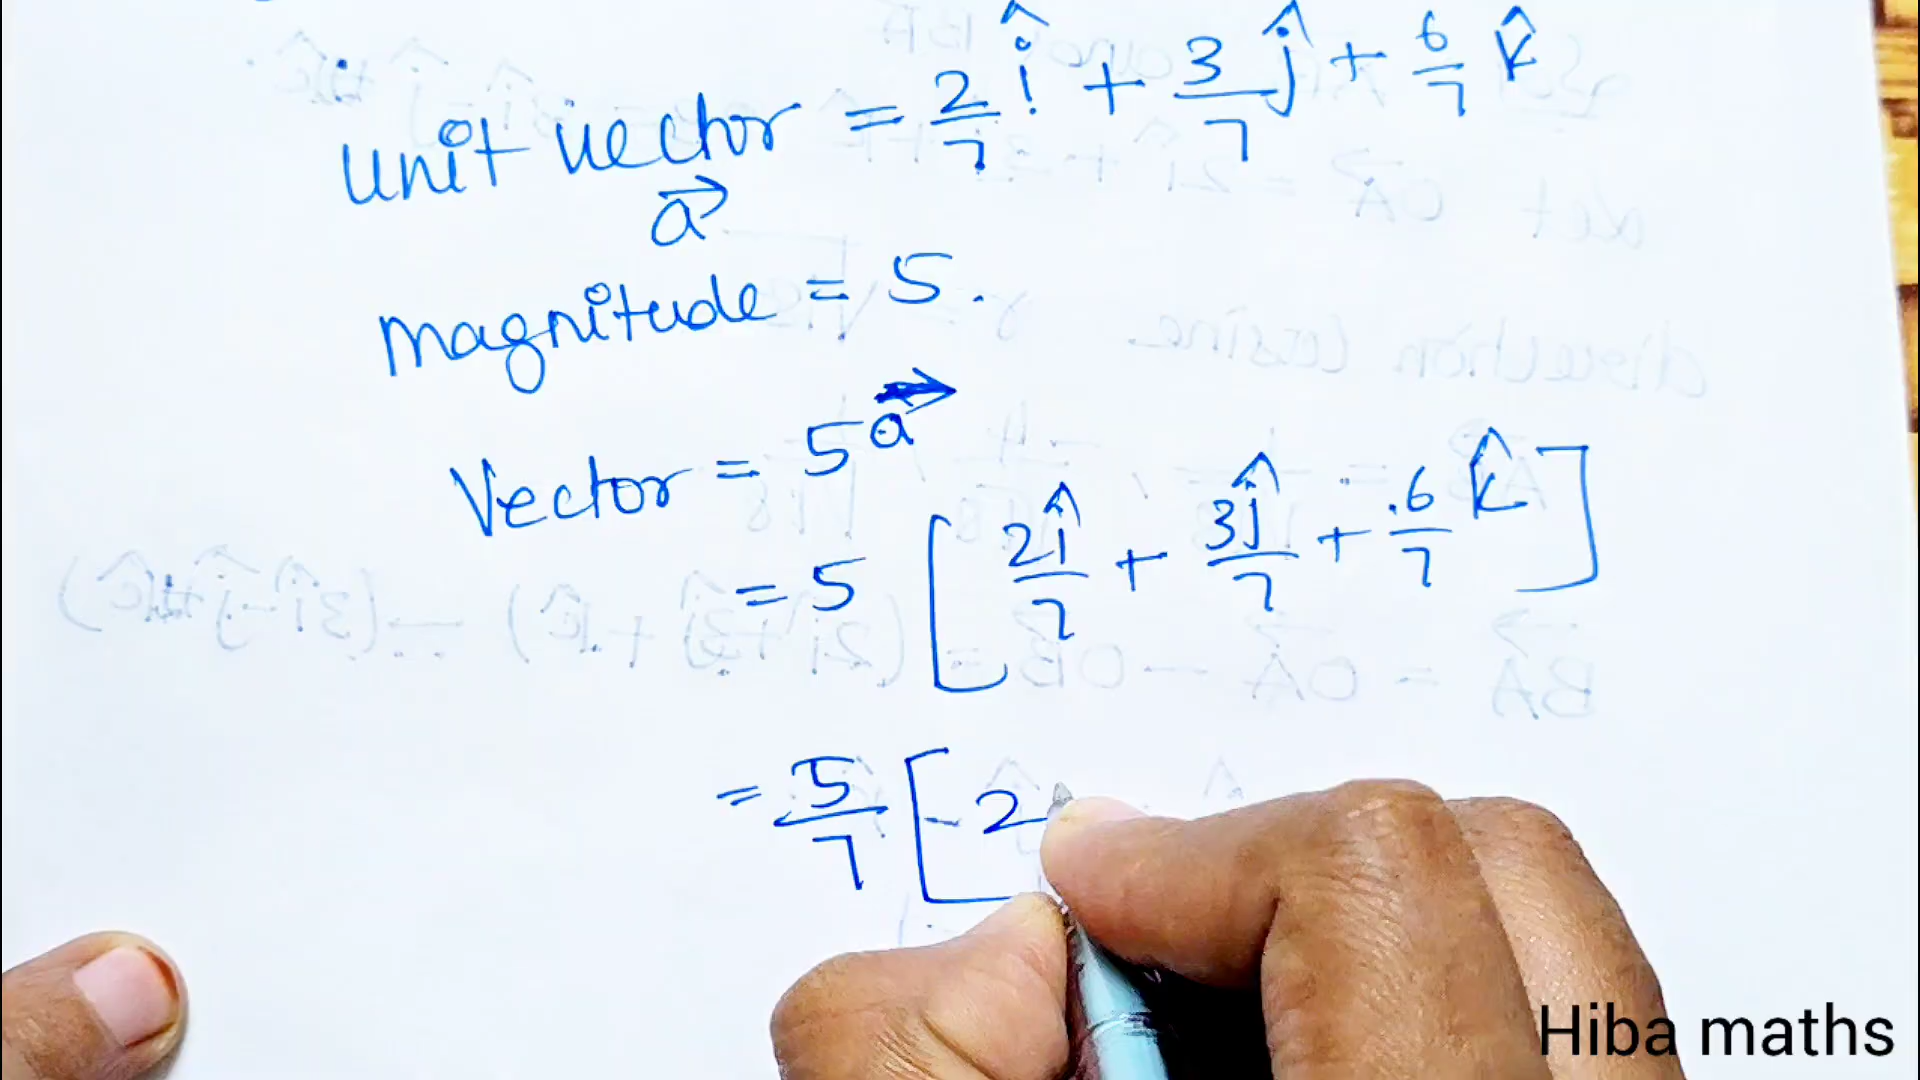 unit vector = 2/7 î + 3/7 ĵ + 6/7 k̂
a⃗
magnitude = 5.
Vector = 5a⃗
= 5 [2î/7 + 3ĵ/7 + 6/7 k̂]
= 5/7 [2
Hiba maths